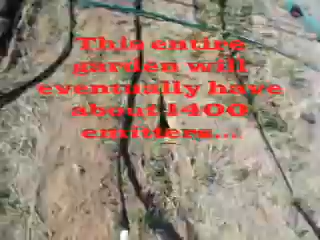 This entire
garden will
eventually have
about 1400
emitters...